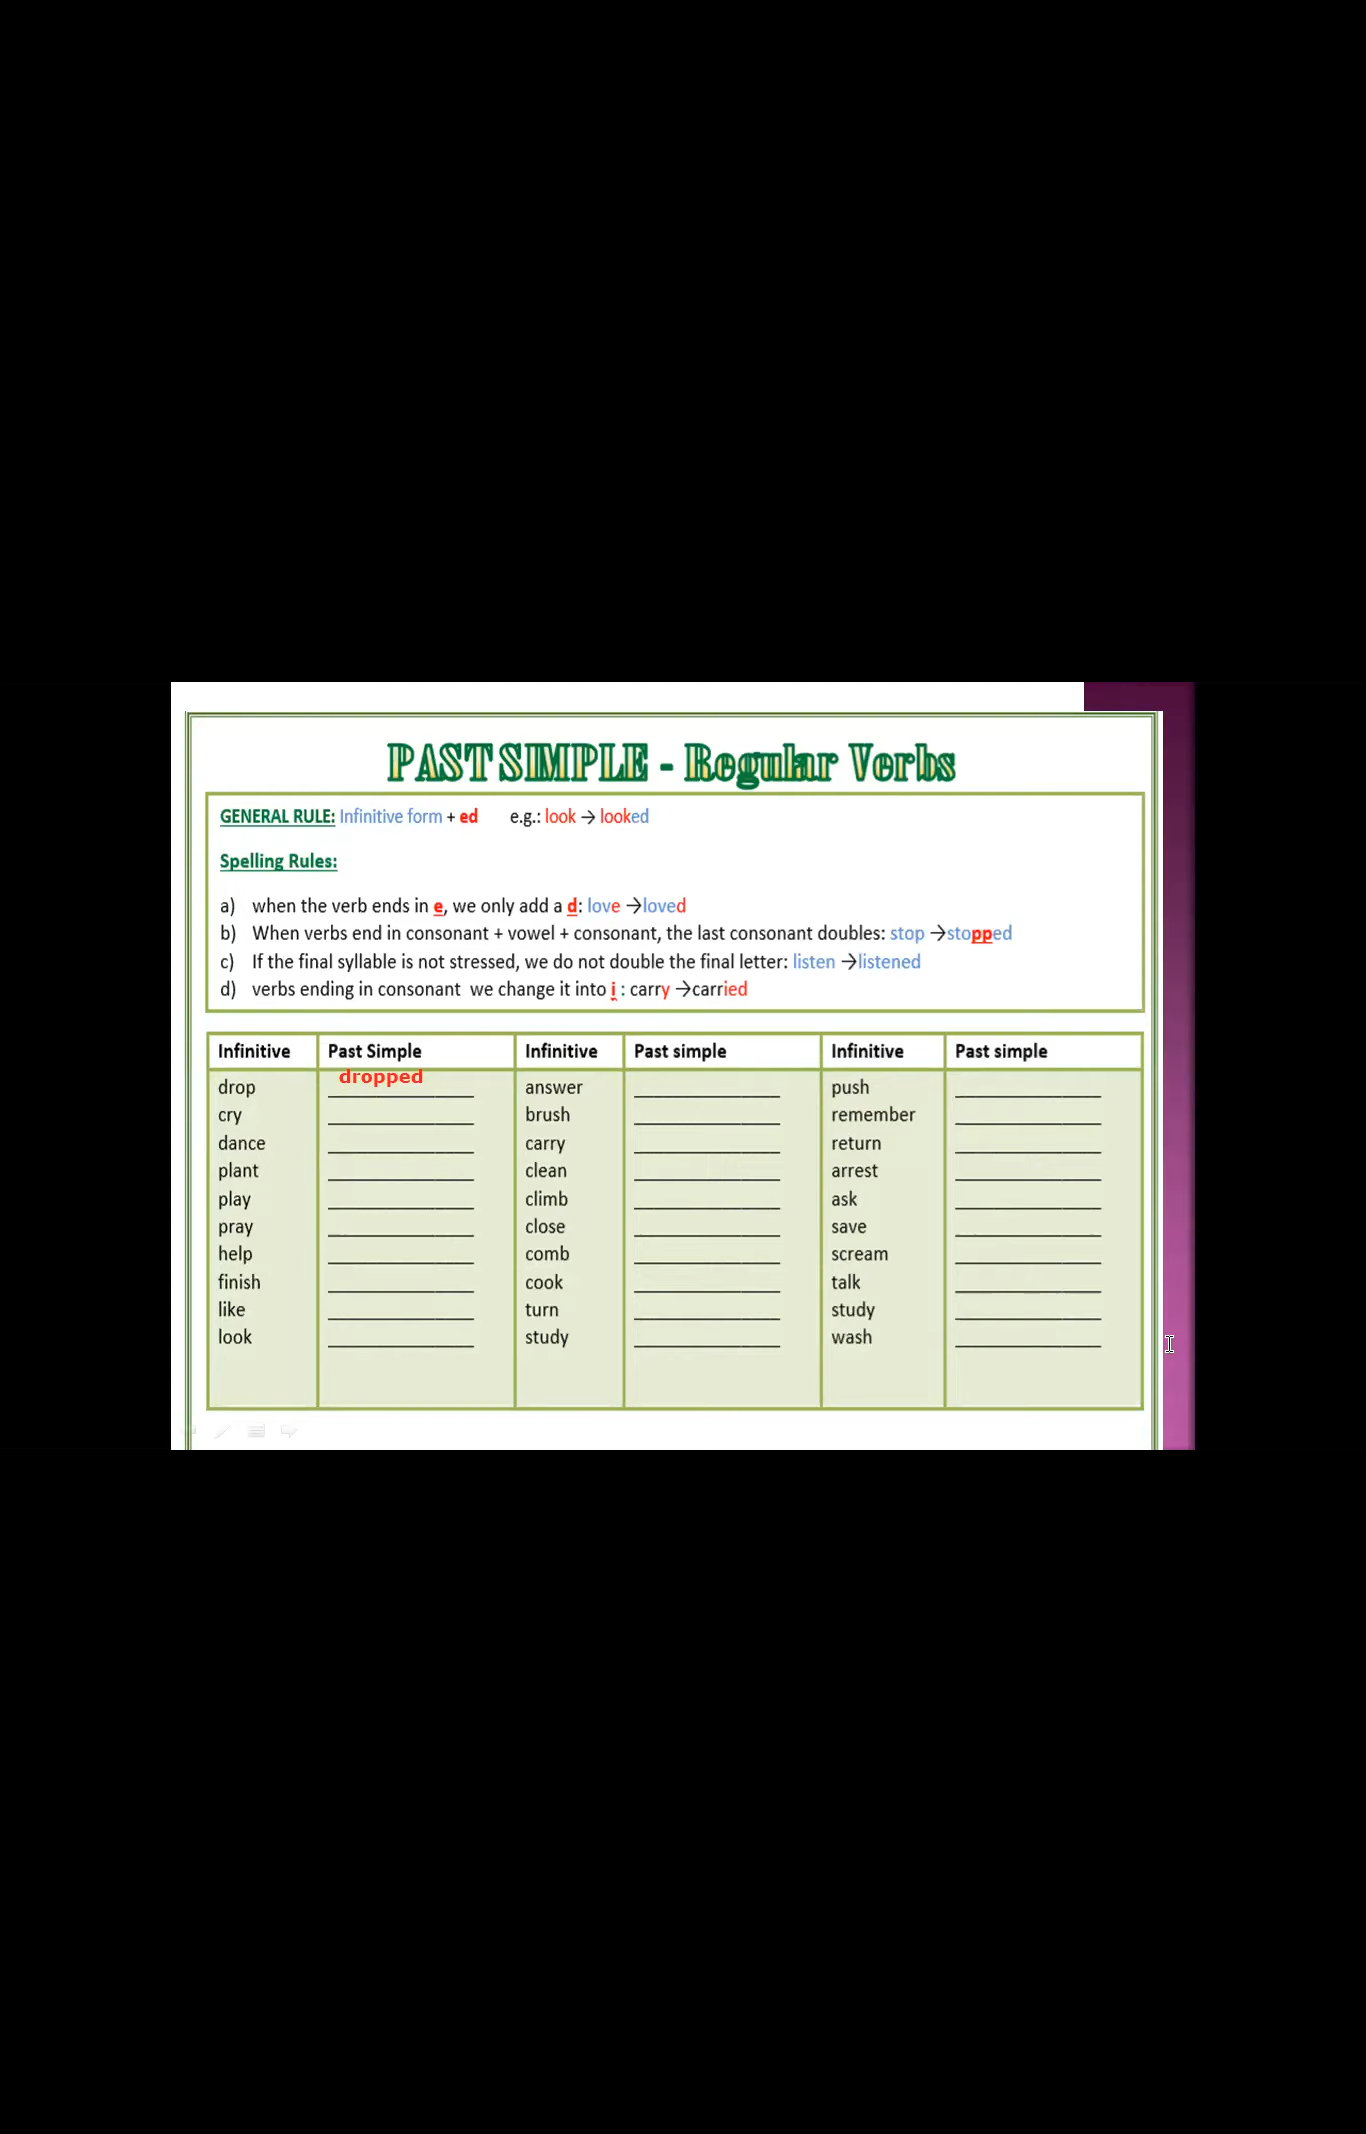 PAST SIMPLE - Regular Verbs
GENERAL RULE: Infinitive form + ed e.g.: look → looked
Spelling Rules:
a) when the verb ends in e, we only add a d: love →loved
b) When verbs end in consonant + vowel + consonant, the last consonant doubles: stop →stopped
c) If the final syllable is not stressed, we do not double the final letter: listen →listened
d) verbs ending in consonant we change it into i : carry →carried
Infinitive Past Simple Infinitive Past simple Infinitive Past simple
drop dropped answer push
cry brush remember
dance carry return
plant clean arrest
play climb ask
pray close save
help comb scream
finish cook talk
like turn study
look study wash